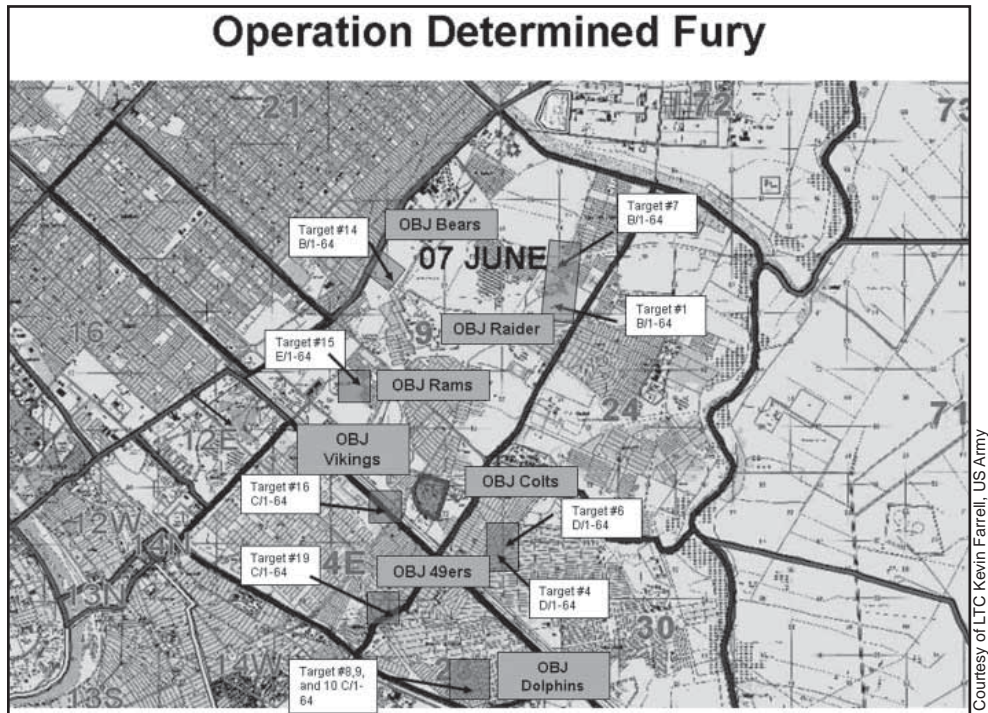 Operation Determined Fury
21
72
73
Target #7
B/1-64
Target #14
B/1-64
OBJ Bears
07 JUNE
Target #1
B/1-64
OBJ Raider
9
16
Target #15
E/1-64
OBJ Rams
24
71
12E
OBJ
Vikings
OBJ Colts
Target #16
C/1-64
Target #6
D/1-64
12W
14N
Target #19
C/1-64
4E
OBJ 49ers
13N
Target #4
D/1-64
30
14W
Target #8,9,
and 10 C/1-
64
OBJ
Dolphins
13S
Courtesy of LTC Kevin Farrell, US Army